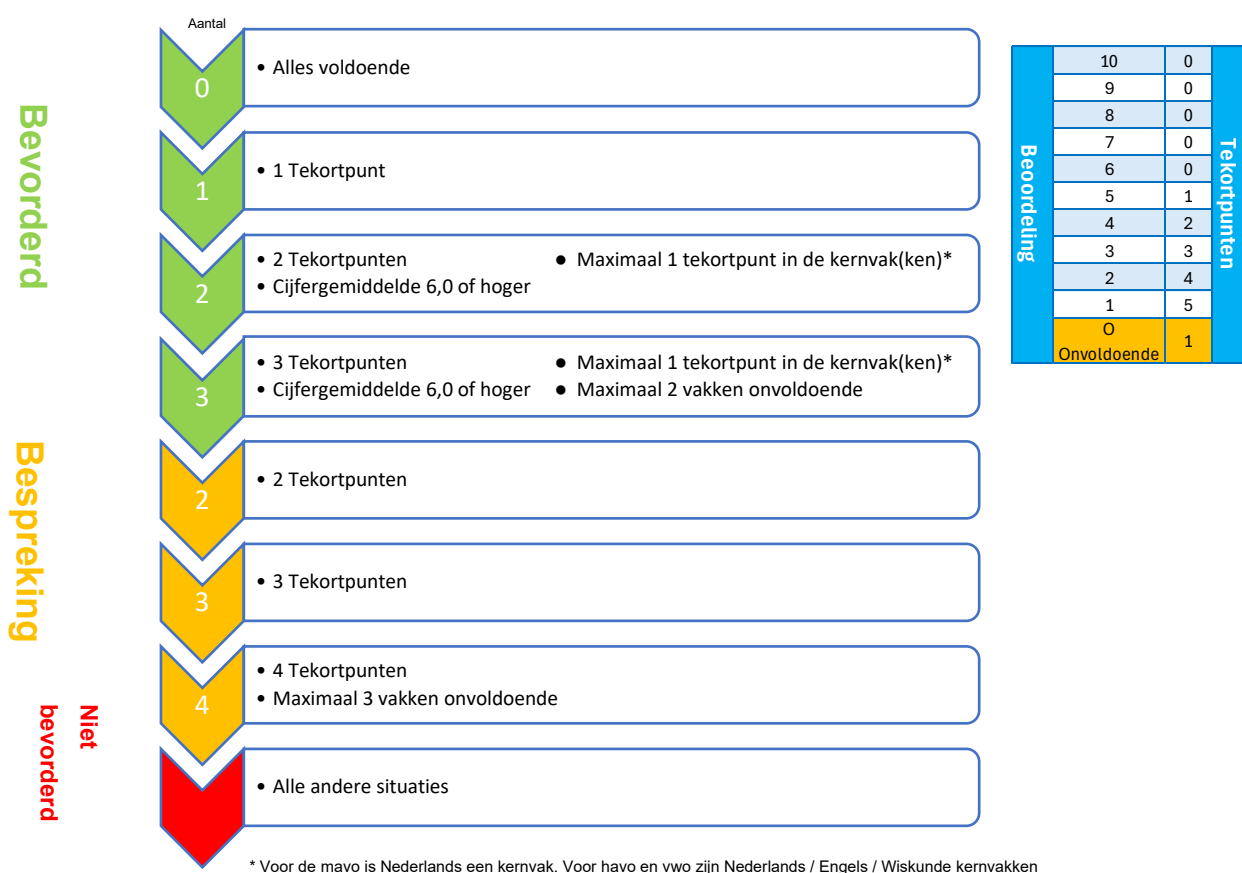 Aantal
Bevorderd
0
• Alles voldoende
1
• 1 Tekortpunt
2
• 2 Tekortpunten ● Maximaal 1 tekortpunt in de kernvak(ken)*
• Cijfergemiddelde 6,0 of hoger
3
• 3 Tekortpunten ● Maximaal 1 tekortpunt in de kernvak(ken)*
• Cijfergemiddelde 6,0 of hoger ● Maximaal 2 vakken onvoldoende
Bespreking
2
• 2 Tekortpunten
3
• 3 Tekortpunten
4
• 4 Tekortpunten
• Maximaal 3 vakken onvoldoende
Niet
bevorderd
• Alle andere situaties
* Voor de mavo is Nederlands een kernvak. Voor havo en vwo zijn Nederlands / Engels / Wiskunde kernvakken
Beoordeling
Tekortpunten
10 0
9 0
8 0
7 0
6 0
5 1
4 2
3 3
2 4
1 5
O
Onvoldoende 1